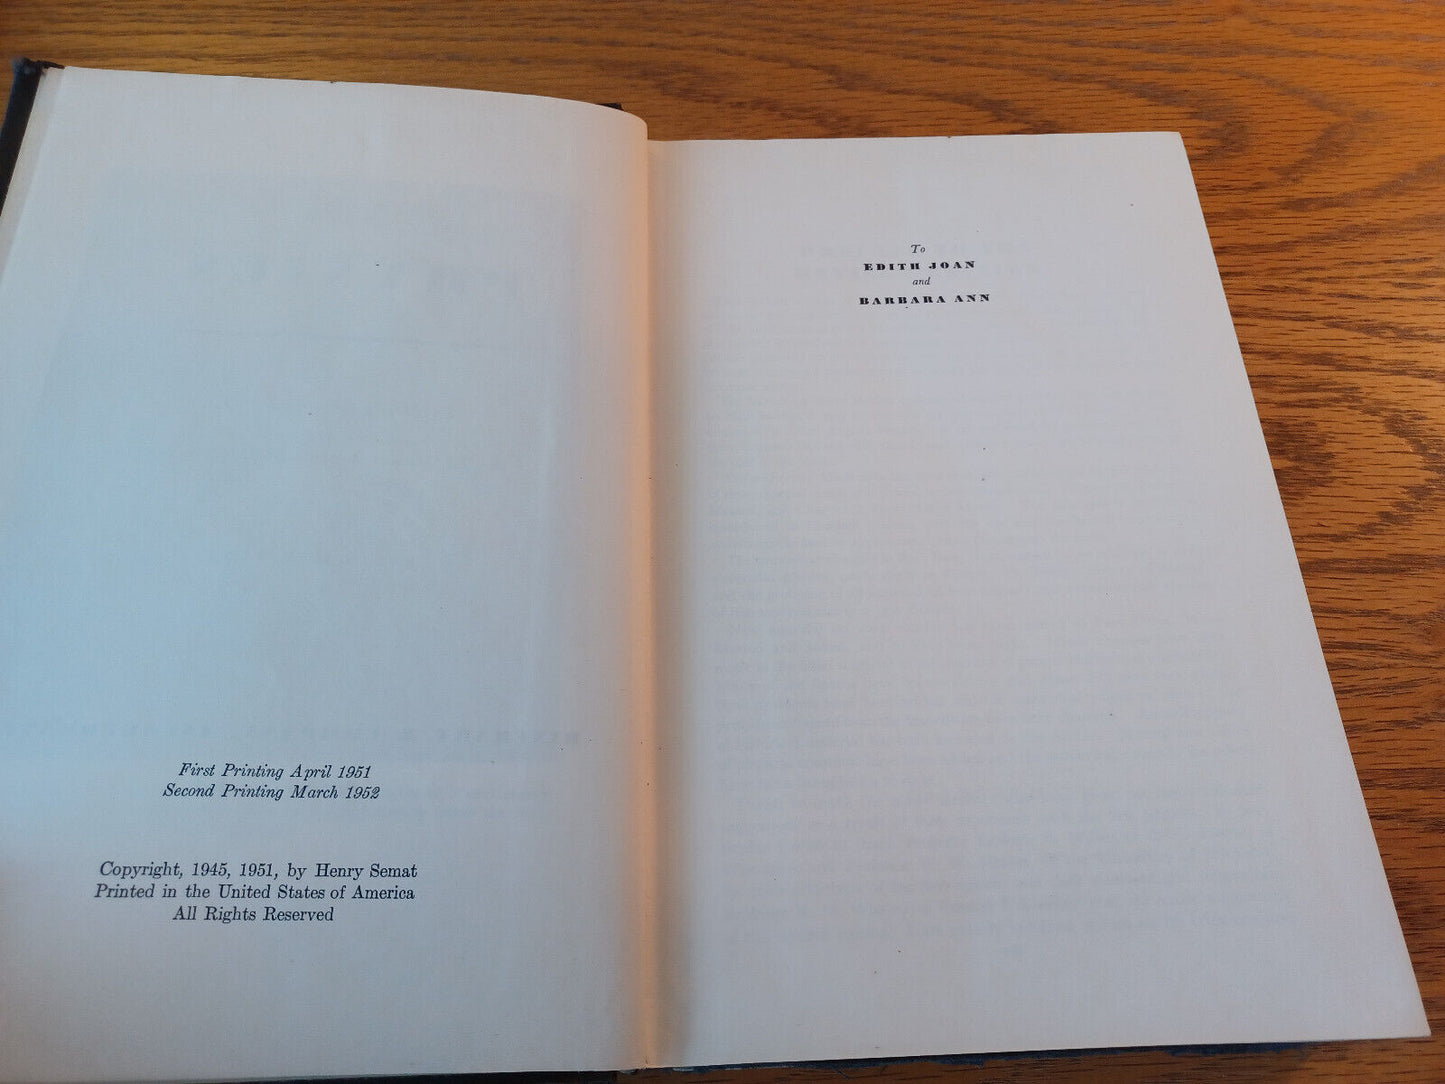 First Printing April 1951
Second Printing March 1952
Copyright, 1945, 1951, by Henry Semat
Printed in the United States of America
All Rights Reserved
To
EDITH JOAN
and
BARBARA ANN